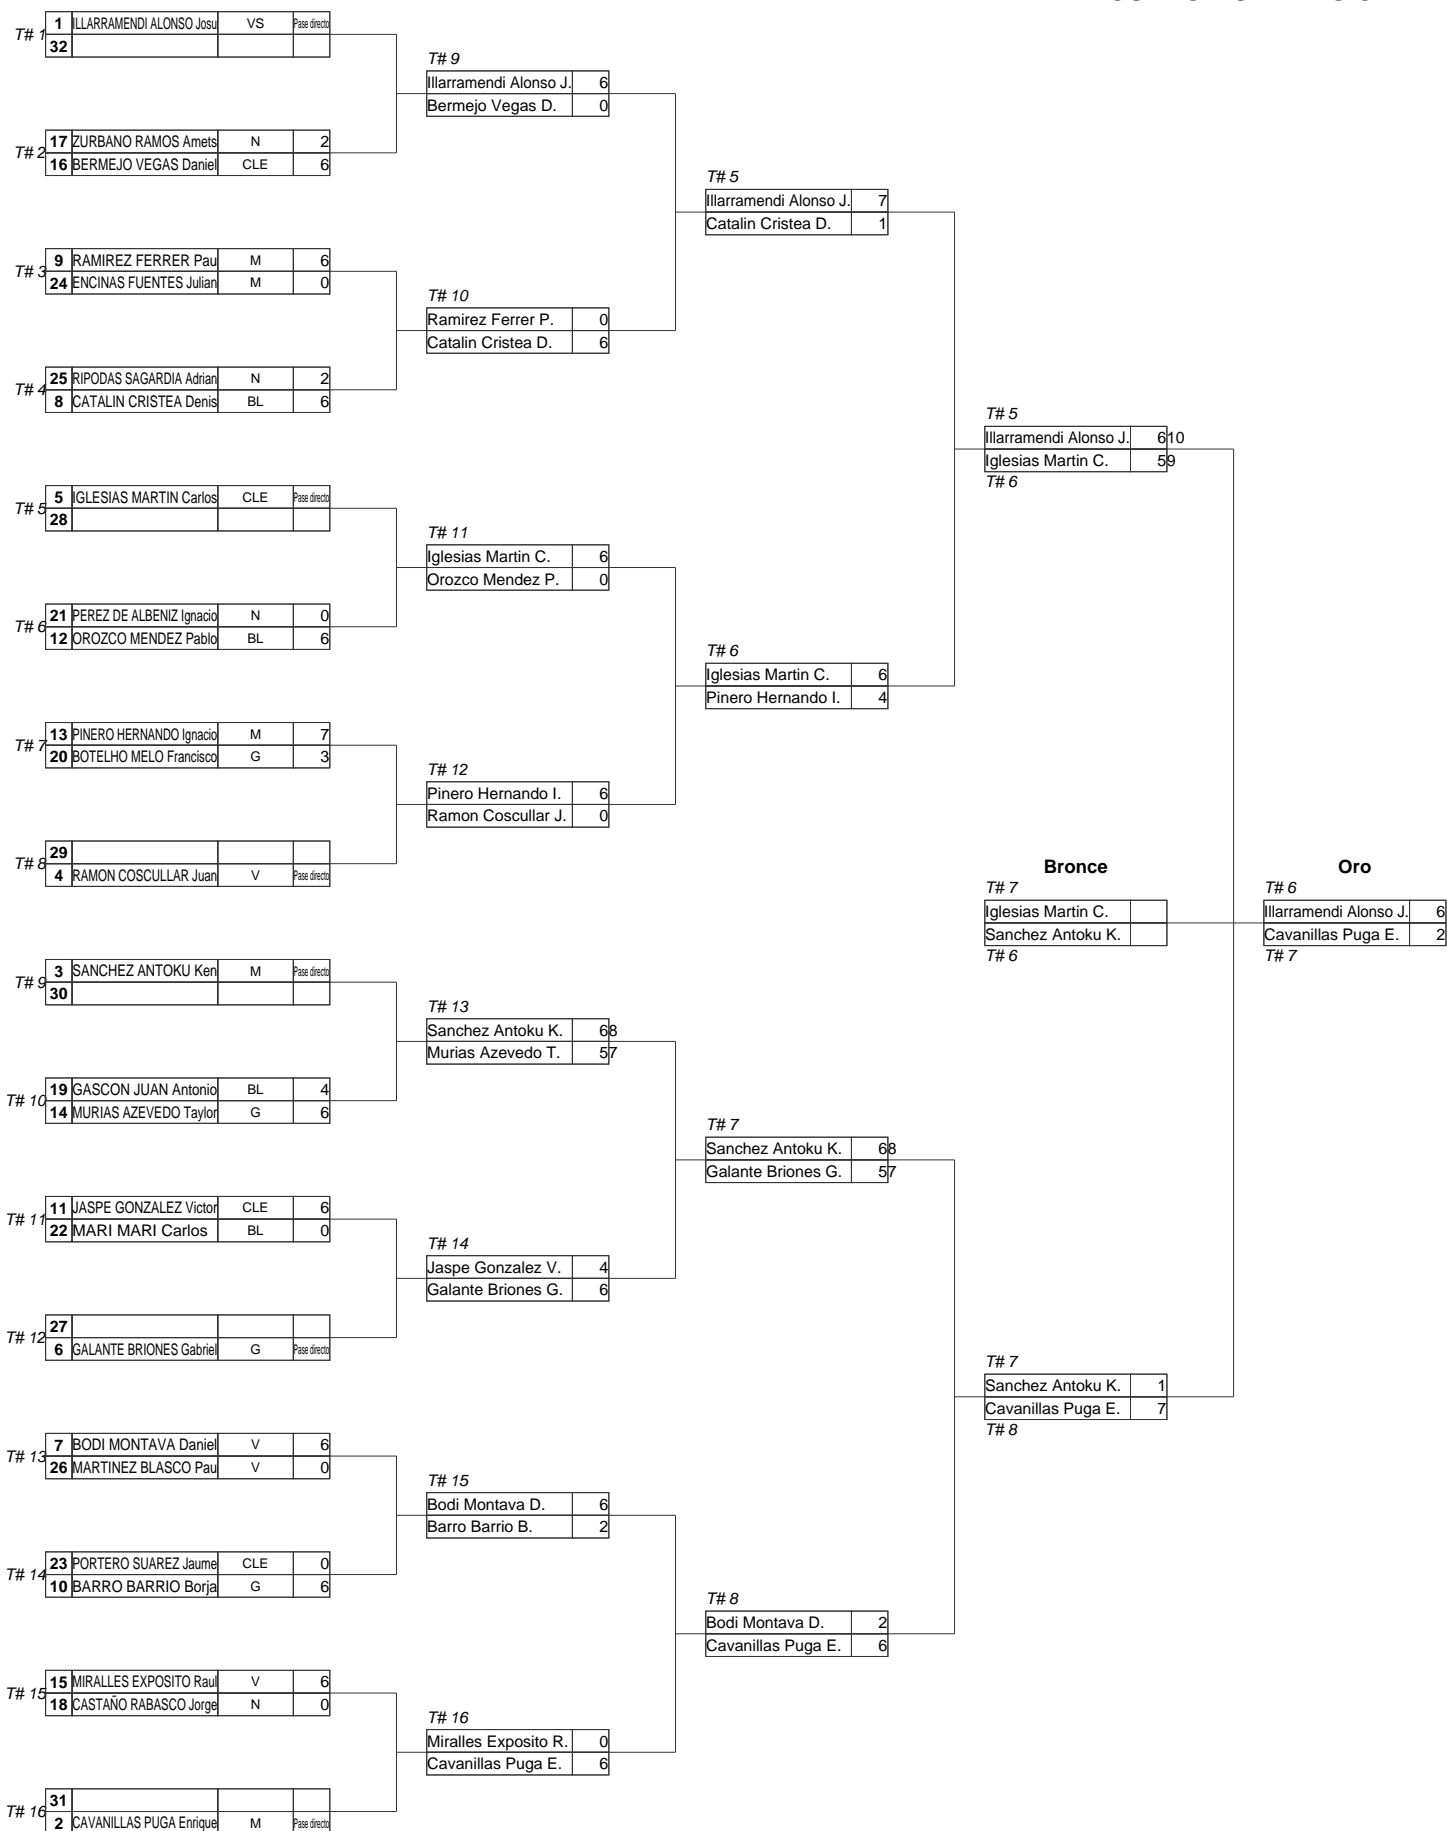 T# 1
1 ILLARRAMENDI ALONSO Josu VS Pase directo
32
T# 2
17 ZURBANO RAMOS Amets N 2
16 BERMEJO VEGAS Daniel CLE 6
T# 3
9 RAMIREZ FERRER Pau M 6
24 ENCINAS FUENTES Julian M 0
T# 4
25 RIPODAS SAGARDIA Adrian N 2
8 CATALIN CRISTEA Denis BL 6
T# 5
5 IGLESIAS MARTIN Carlos CLE Pase directo
28
T# 6
21 PEREZ DE ALBENIZ Ignacio N 0
12 OROZCO MENDEZ Pablo BL 6
T# 7
13 PINERO HERNANDO Ignacio M 7
20 BOTELHO MELO Francisco G 3
T# 8
29
4 RAMON COSCULLAR Juan V Pase directo
T# 9
3 SANCHEZ ANTOKU Ken M Pase directo
30
T# 10
19 GASCON JUAN Antonio BL 4
14 MURIAS AZEVEDO Taylor G 6
T# 11
11 JASPE GONZALEZ Victor CLE 6
22 MARI MARI Carlos BL 0
T# 12
27
6 GALANTE BRIONES Gabriel G Pase directo
T# 13
7 BODI MONTAVA Daniel V 6
26 MARTINEZ BLASCO Pau V 0
T# 14
23 PORTERO SUAREZ Jaume CLE 0
10 BARRO BARRIO Borja G 6
T# 15
15 MIRALLES EXPOSITO Raul V 6
18 CASTAÑO RABASCO Jorge N 0
T# 16
31
2 CAVANILLAS PUGA Enrique M Pase directo
T# 9
Illarramendi Alonso J. 6
Bermejo Vegas D. 0
T# 10
Ramirez Ferrer P. 0
Catalin Cristea D. 6
T# 11
Iglesias Martin C. 6
Orozco Mendez P. 0
T# 12
Pinero Hernando I. 6
Ramon Coscullar J. 0
T# 13
Sanchez Antoku K. 6 8
Murias Azevedo T. 5 7
T# 14
Jaspe Gonzalez V. 4
Galante Briones G. 6
T# 15
Bodi Montava D. 6
Barro Barrio B. 2
T# 16
Miralles Exposito R. 0
Cavanillas Puga E. 6
T# 5
Illarramendi Alonso J. 7
Catalin Cristea D. 1
T# 6
Iglesias Martin C. 6
Pinero Hernando I. 4
T# 7
Sanchez Antoku K. 6 8
Galante Briones G. 5 7
T# 8
Bodi Montava D. 2
Cavanillas Puga E. 6
T# 5
Illarramendi Alonso J. 6 10
Iglesias Martin C. 5 9
T# 6
Bronce
T# 7
Iglesias Martin C.
Sanchez Antoku K.
T# 6
T# 7
Sanchez Antoku K. 1
Cavanillas Puga E. 7
T# 8
Oro
T# 6
Illarramendi Alonso J. 6
Cavanillas Puga E. 2
T# 7